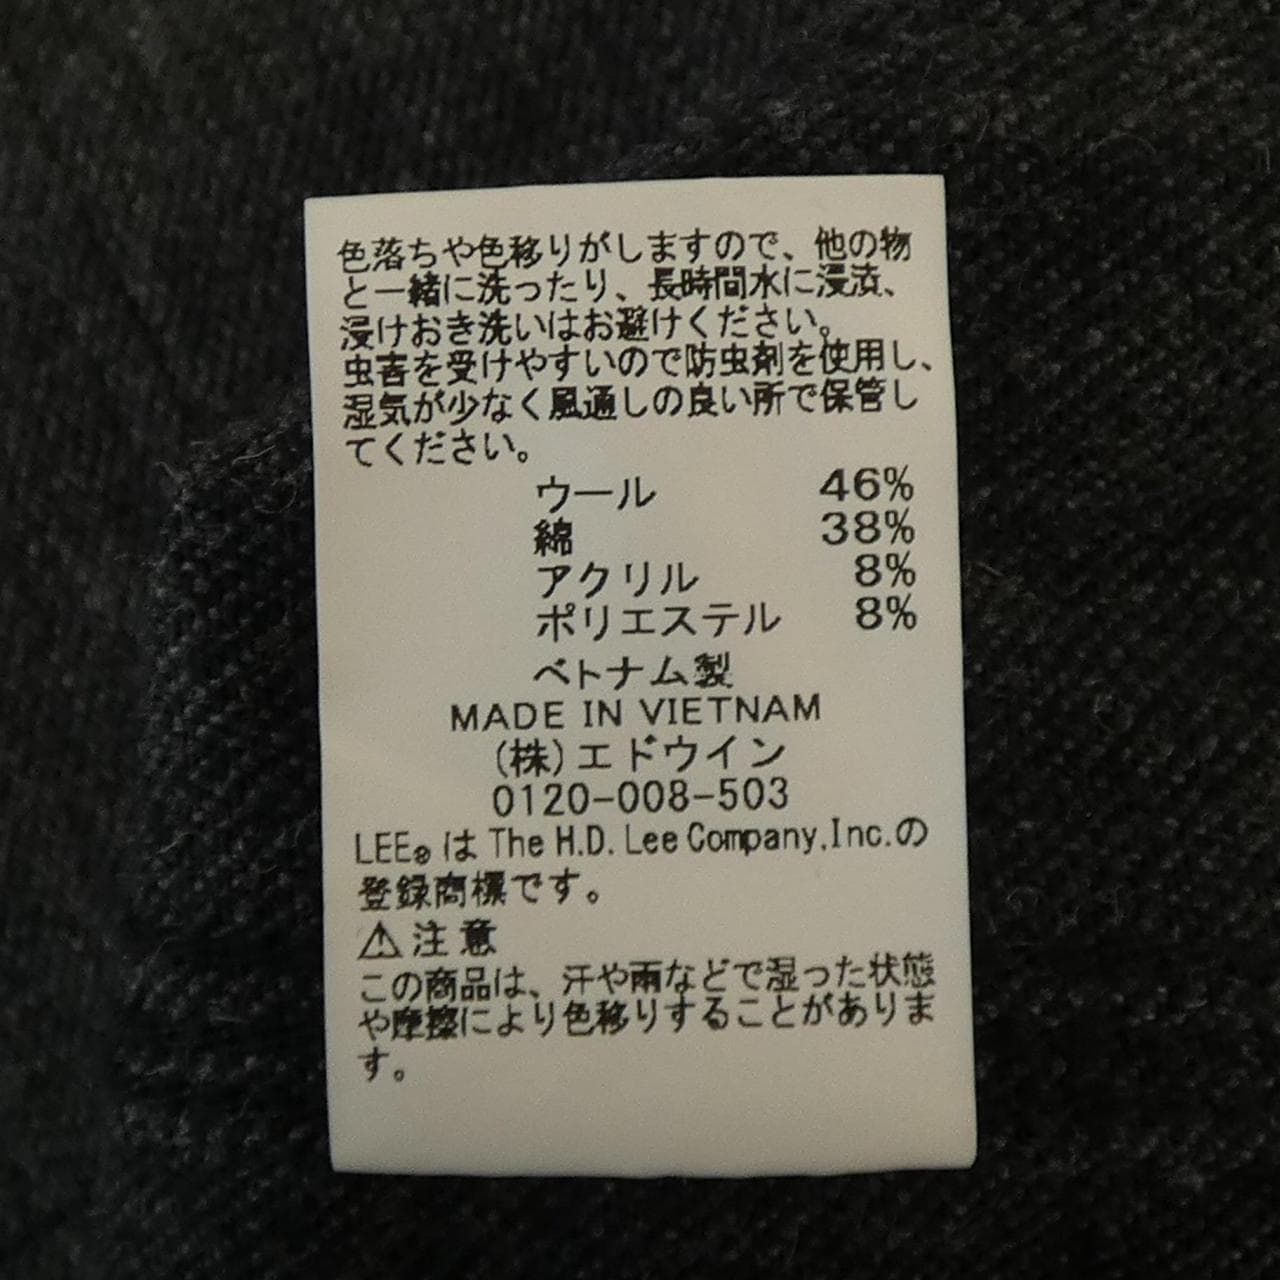 色落ちや色移りがしますので、他の物
と一緒に洗ったり、長時間水に浸漬、
浸けおき洗いはお避けください。
虫害を受けやすいので防虫剤を使用し、
湿気が少なく風通しの良い所で保管し
てください。
ウール 46%
綿 38%
アクリル 8%
ポリエステル 8%
ベトナム製
MADE IN VIETNAM
(株)エドウイン
0120-008-503
LEE® は The H.D. Lee Company,Inc.の
登録商標です。
⚠注意
この商品は、汗や雨などで湿った状態
や摩擦により色移りすることがありま
す。